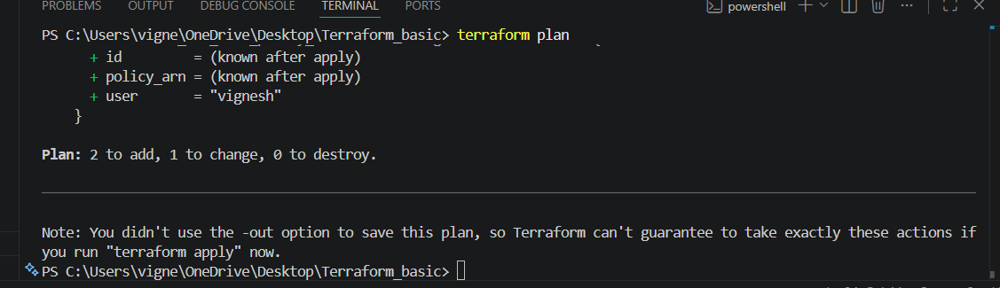 PROBLEMS OUTPUT DEBUG CONSOLE TERMINAL PORTS powershell
PS C:\Users\vigne\OneDrive\Desktop\Terraform_basic> terraform plan
+ id = (known after apply)
+ policy_arn = (known after apply)
+ user = "vignesh"
}
Plan: 2 to add, 1 to change, 0 to destroy.
Note: You didn't use the -out option to save this plan, so Terraform can't guarantee to take exactly these actions if
you run "terraform apply" now.
PS C:\Users\vigne\OneDrive\Desktop\Terraform_basic>